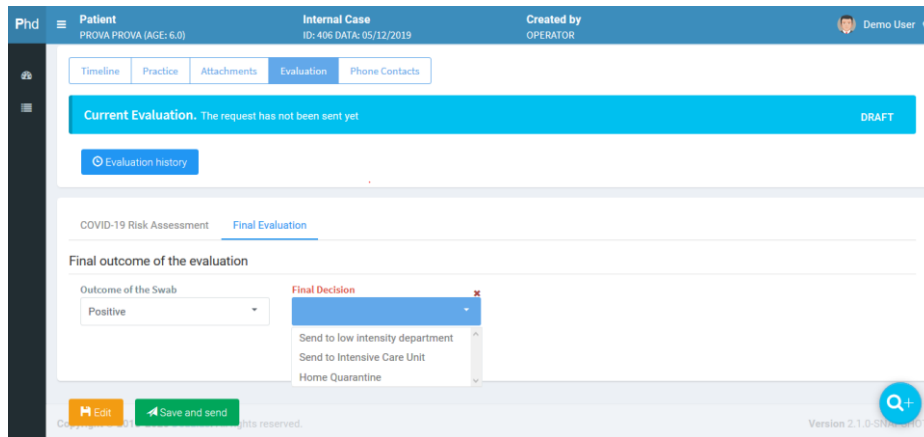 Phd
Patient
PROVA PROVA (AGE: 6.0)
Internal Case
ID: 406 DATA: 05/12/2019
Created by
OPERATOR
Demo User
Timeline
Practice
Attachments
Evaluation
Phone Contacts
Current Evaluation. The request has not been sent yet
DRAFT
Evaluation history
COVID-19 Risk Assessment
Final Evaluation
Final outcome of the evaluation
Outcome of the Swab
Positive
Final Decision
Send to low intensity department
Send to Intensive Care Unit
Home Quarantine
Edit
Save and send
rights reserved.
Version 2.1.0-SNAPSHOT